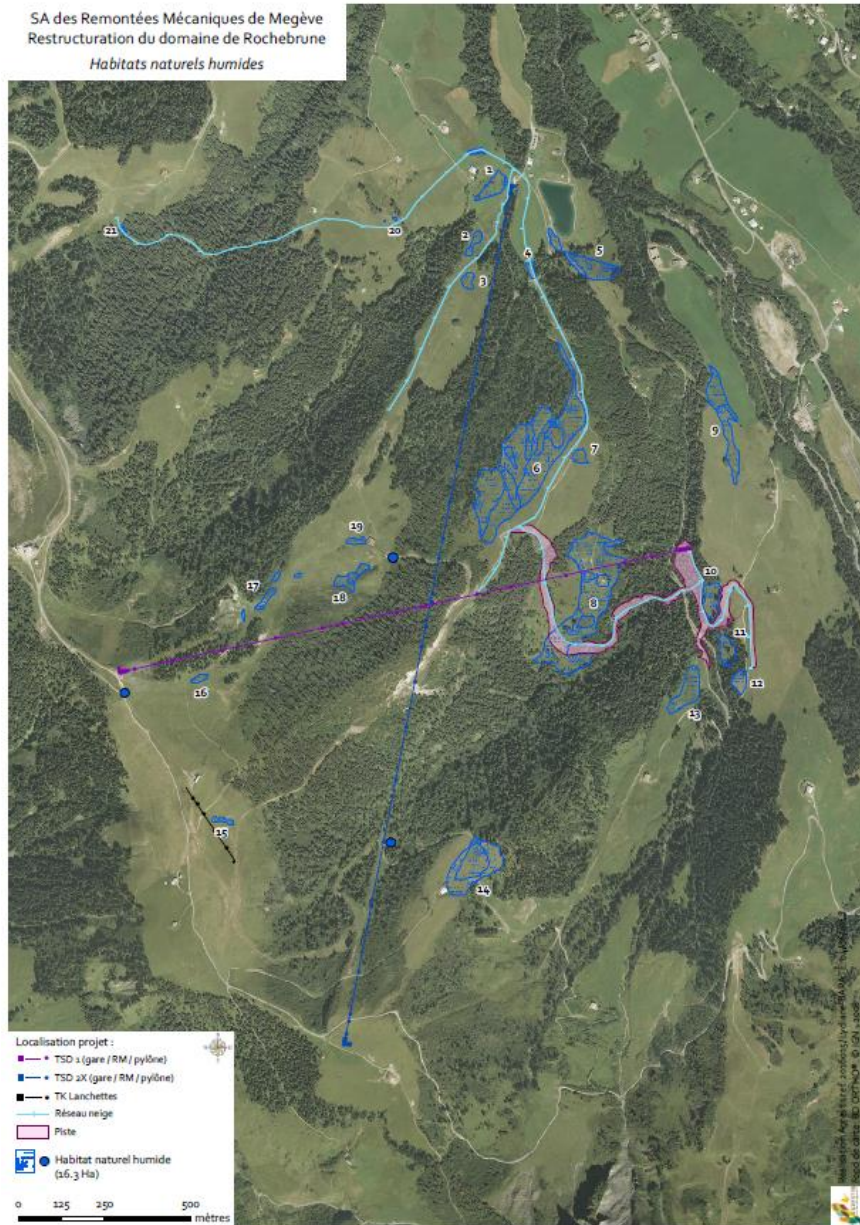 SA des Remontées Mécaniques de Megève
Restructuration du domaine de Rochebrune
Habitats naturels humides
1
2
3
4
5
6
7
8
9
10
11
12
13
14
15
16
17
18
19
20
21
Localisation projet :
TSD 1 (gare / RM / pylône)
TSD 2X (gare / RM / pylône)
TK Lanchettes
Réseau neige
Piste
Habitat naturel humide
(16.3 Ha)
0 125 250 500
mètres